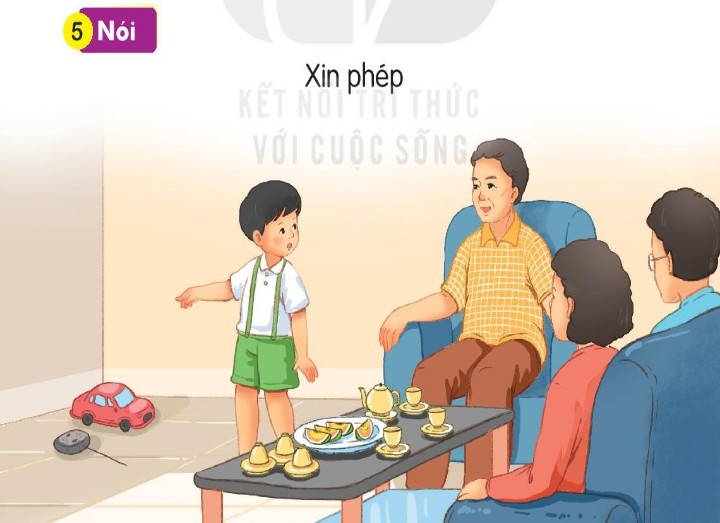 5 Nói
Xin phép
KẾT NỐI TRI THỨC
VỚI CUỘC SỐNG